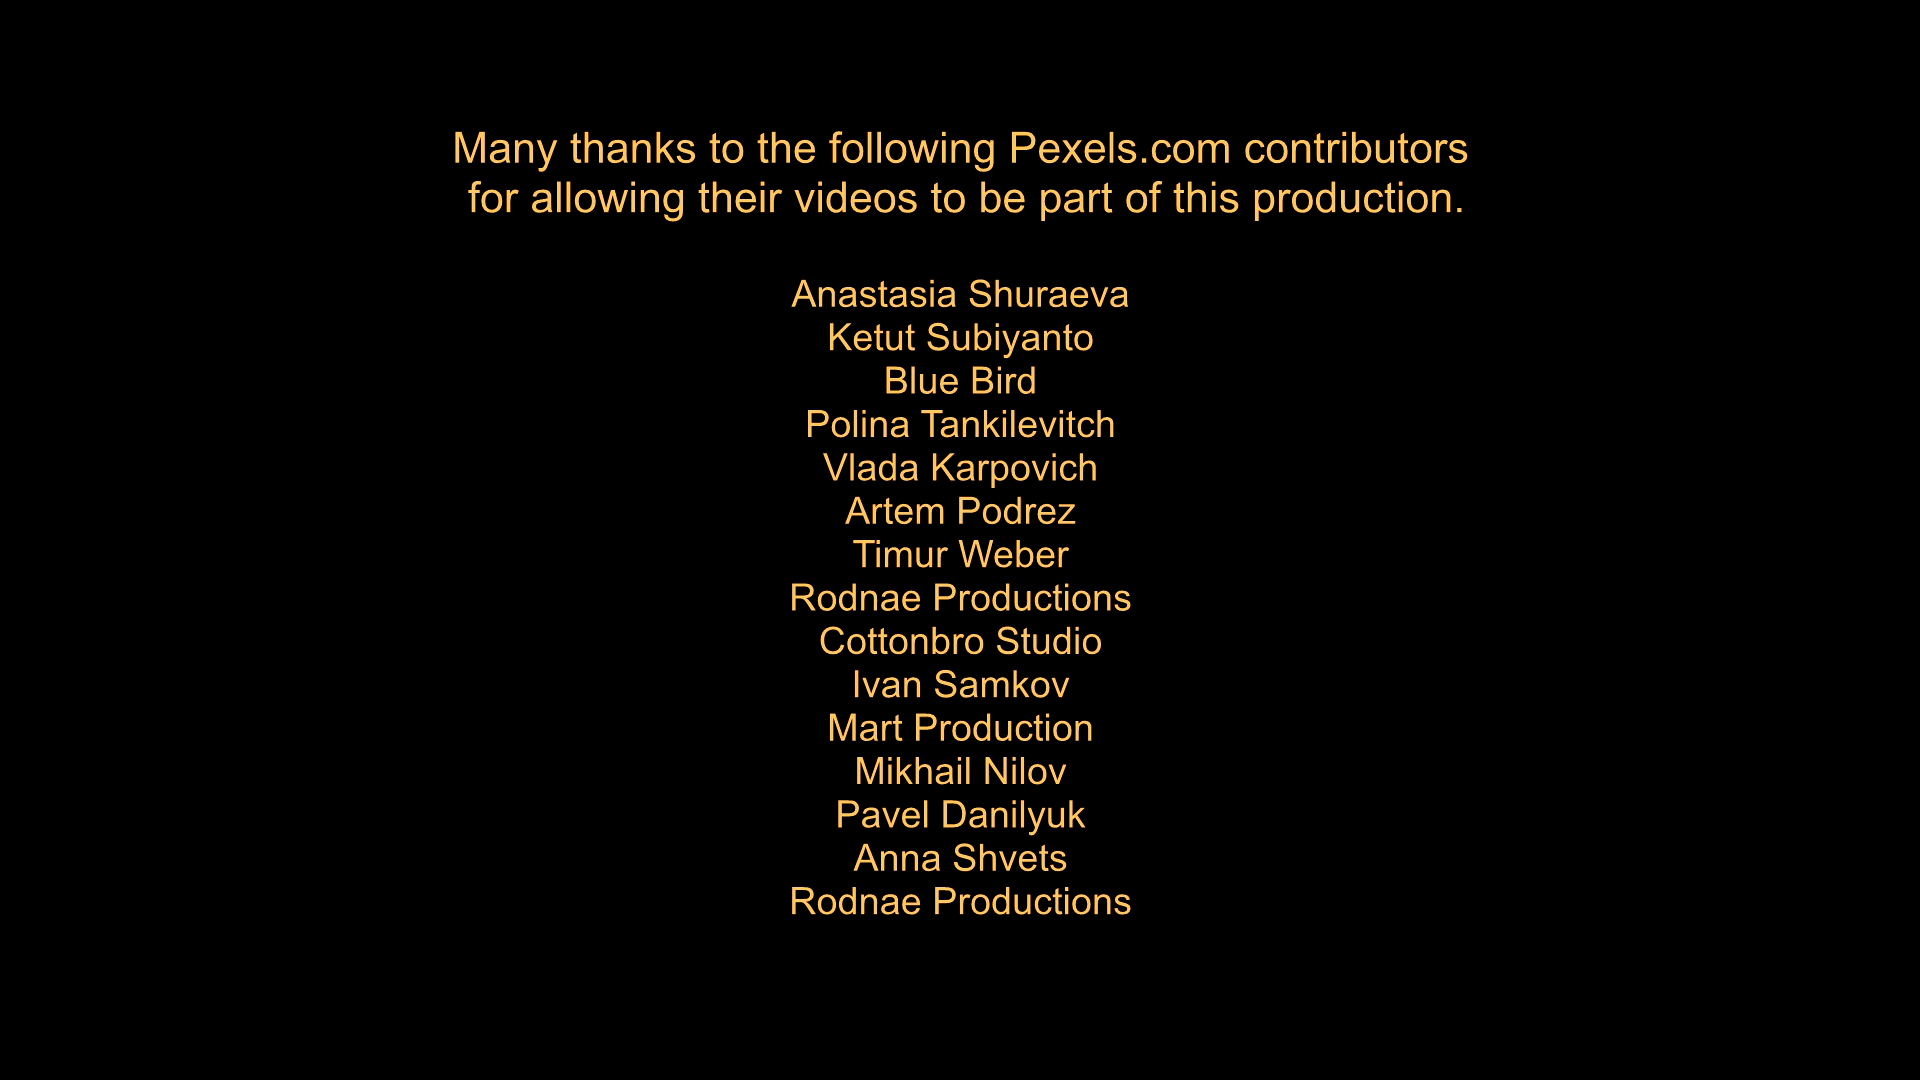 Many thanks to the following Pexels.com contributors
for allowing their videos to be part of this production.
Anastasia Shuraeva
Ketut Subiyanto
Blue Bird
Polina Tankilevitch
Vlada Karpovich
Artem Podrez
Timur Weber
Rodnae Productions
Cottonbro Studio
Ivan Samkov
Mart Production
Mikhail Nilov
Pavel Danilyuk
Anna Shvets
Rodnae Productions